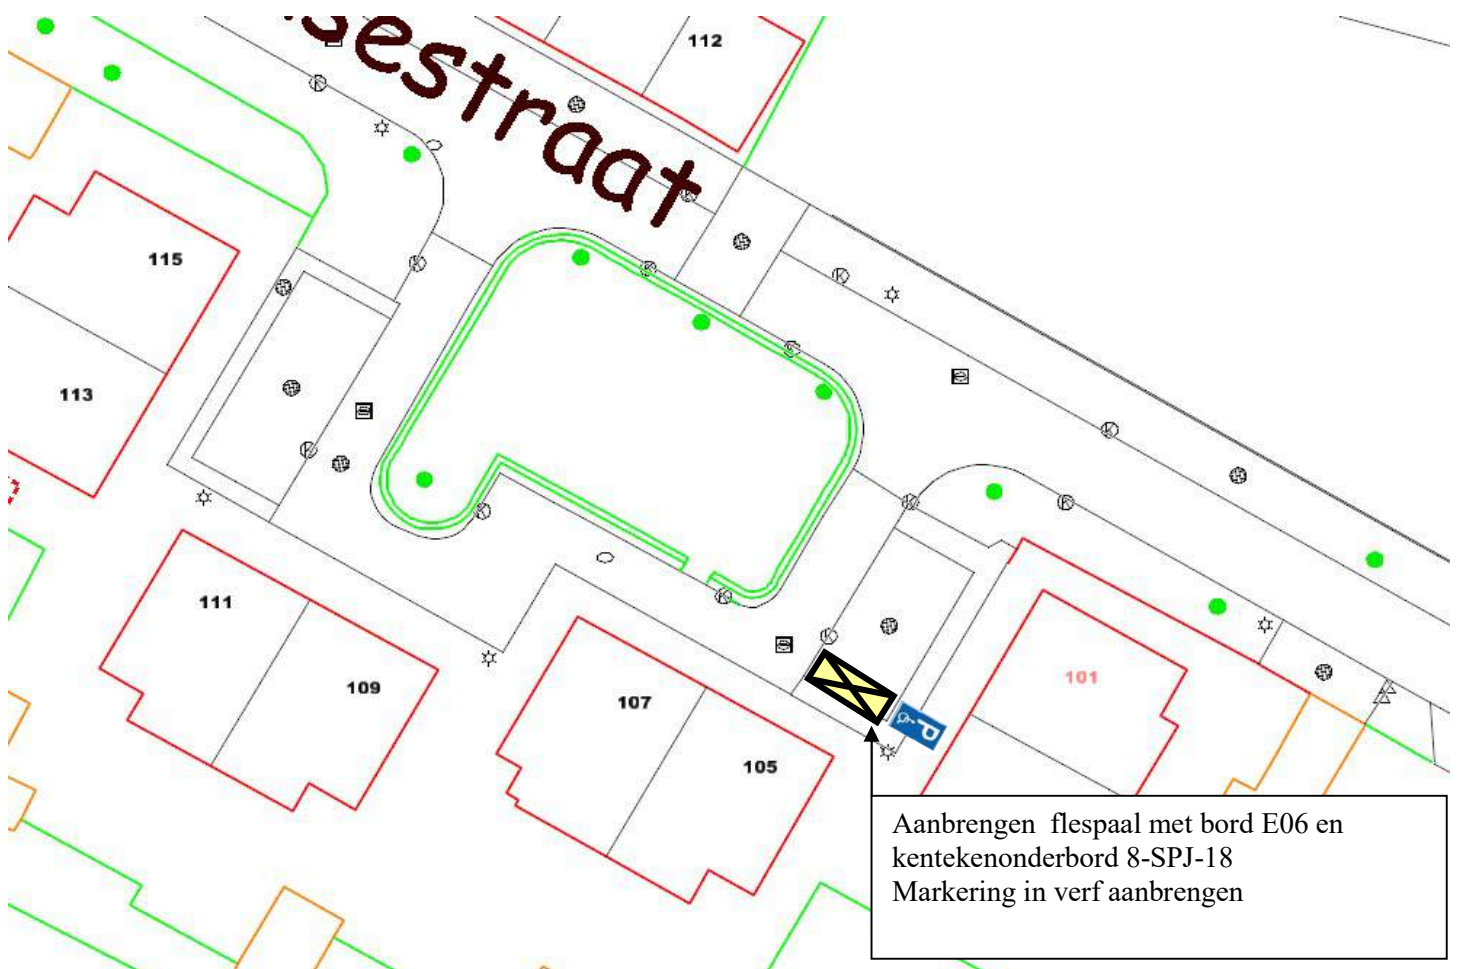 sestraat
112
115
113
111
109
107
105
101
P
Aanbrengen  flespaal met bord E06 en
kentekenonderbord 8-SPJ-18
Markering in verf aanbrengen